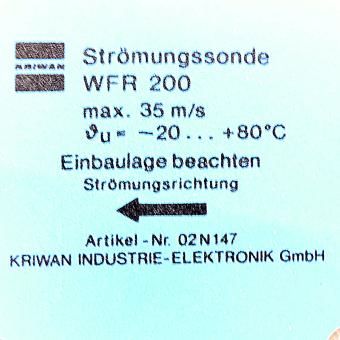 KRIWAN
Strömungssonde
WFR 200
max. 35 m/s
ϑu = −20 ... +80°C
Einbaulage beachten
Strömungsrichtung
Artikel-Nr. 02N147
KRIWAN INDUSTRIE-ELEKTRONIK GmbH